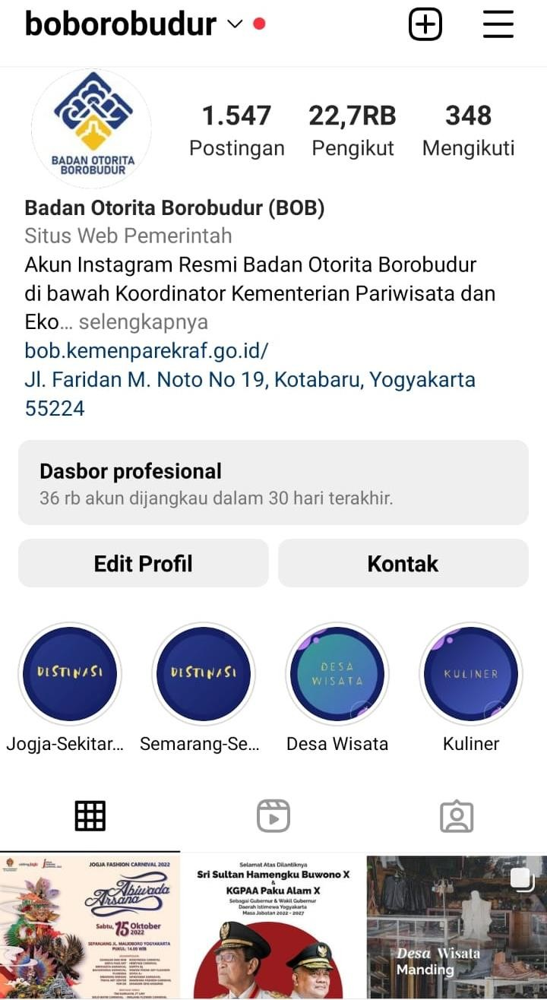 boborobudur
BADAN OTORITA
BOROBUDUR
1.547 22,7RB 348
Postingan Pengikut Mengikuti
Badan Otorita Borobudur (BOB)
Situs Web Pemerintah
Akun Instagram Resmi Badan Otorita Borobudur
di bawah Koordinator Kementerian Pariwisata dan
Eko... selengkapnya
bob.kemenparekraf.go.id/
Jl. Faridan M. Noto No 19, Kotabaru, Yogyakarta
55224
Dasbor profesional
36 rb akun dijangkau dalam 30 hari terakhir.
Edit Profil Kontak
DESTINASI DESTINASI DESA
WISATA KULINER
Jogja-Sekitar... Semarang-Se... Desa Wisata Kuliner
JOGJA FASHION CARNIVAL 2022
Abiwada
Arsana
Sabtu, 15 Oktober
2022
SEPANJANG JL. MALIOBORO YOGYAKARTA
PUKUL: 14.00 WIB
Selamat Atas Dilantiknya
Sri Sultan Hamengku Buwono X
&
KGPAA Paku Alam X
Sebagai Gubernur & Wakil Gubernur
Daerah Istimewa Yogyakarta
Masa Jabatan 2022 - 2027
Desa Wisata
Manding